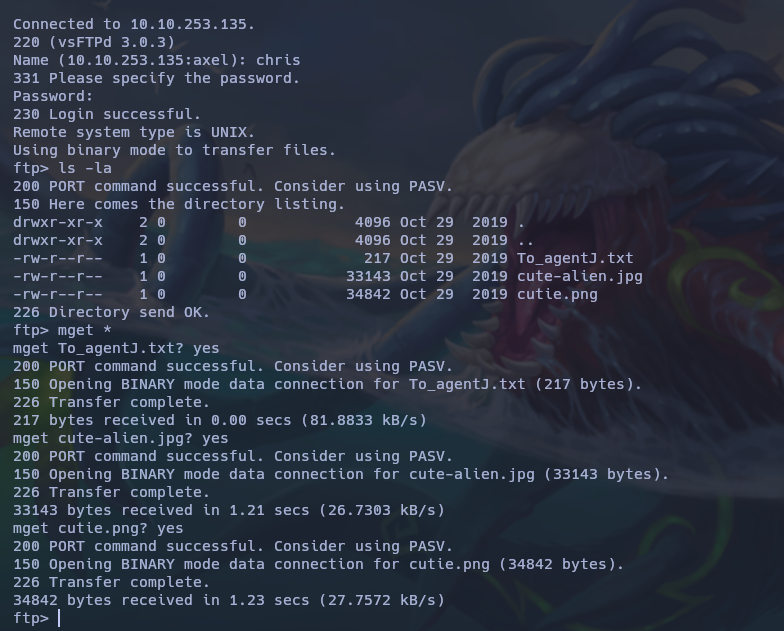 Connected to 10.10.253.135.
220 (vsFTPd 3.0.3)
Name (10.10.253.135:axel): chris
331 Please specify the password.
Password:
230 Login successful.
Remote system type is UNIX.
Using binary mode to transfer files.
ftp> ls -la
200 PORT command successful. Consider using PASV.
150 Here comes the directory listing.
drwxr-xr-x    2 0        0            4096 Oct 29  2019 .
drwxr-xr-x    2 0        0            4096 Oct 29  2019 ..
-rw-r--r--    1 0        0             217 Oct 29  2019 To_agentJ.txt
-rw-r--r--    1 0        0           33143 Oct 29  2019 cute-alien.jpg
-rw-r--r--    1 0        0           34842 Oct 29  2019 cutie.png
226 Directory send OK.
ftp> mget *
mget To_agentJ.txt? yes
200 PORT command successful. Consider using PASV.
150 Opening BINARY mode data connection for To_agentJ.txt (217 bytes).
226 Transfer complete.
217 bytes received in 0.00 secs (81.8833 kB/s)
mget cute-alien.jpg? yes
200 PORT command successful. Consider using PASV.
150 Opening BINARY mode data connection for cute-alien.jpg (33143 bytes).
226 Transfer complete.
33143 bytes received in 1.21 secs (26.7303 kB/s)
mget cutie.png? yes
200 PORT command successful. Consider using PASV.
150 Opening BINARY mode data connection for cutie.png (34842 bytes).
226 Transfer complete.
34842 bytes received in 1.23 secs (27.7572 kB/s)
ftp>